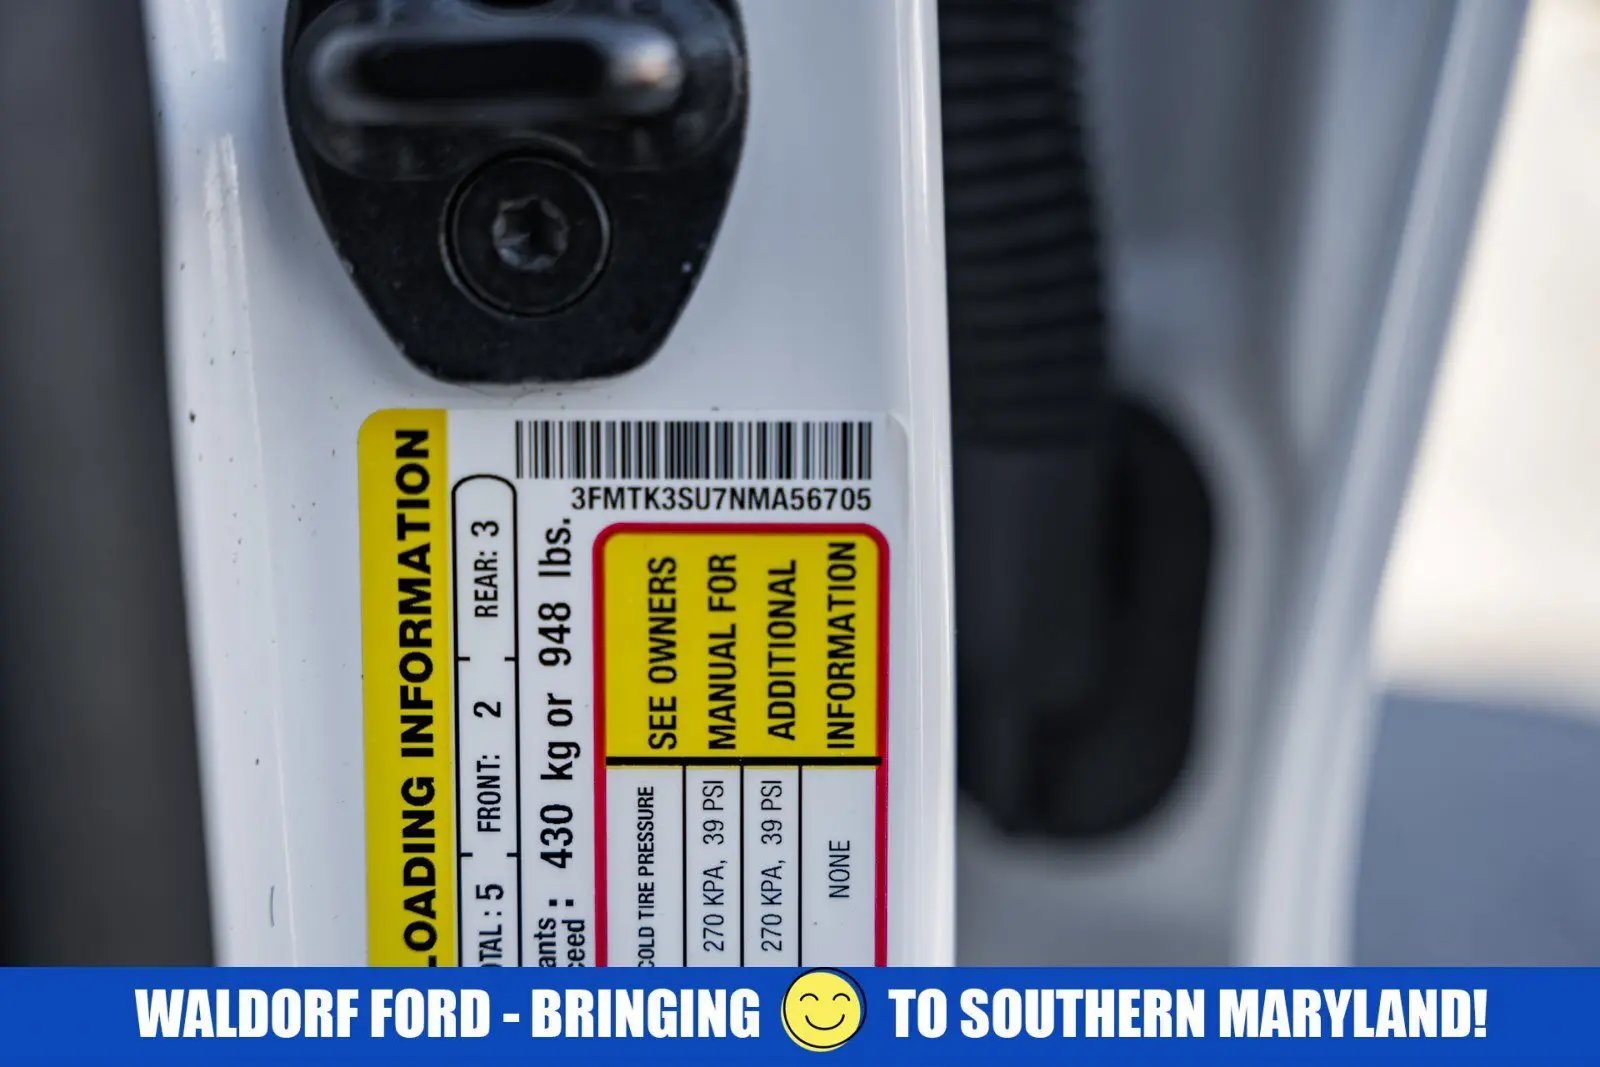 3FMTK3SU7NMA56705
LOADING INFORMATION
OTAL : 5 FRONT: 2 REAR: 3
ants
ceed : 430 kg or 948 lbs.
COLD TIRE PRESSURE
270 KPA, 39 PSI
270 KPA, 39 PSI
NONE
SEE OWNERS
MANUAL FOR
ADDITIONAL
INFORMATION
WALDORF FORD - BRINGING TO SOUTHERN MARYLAND!